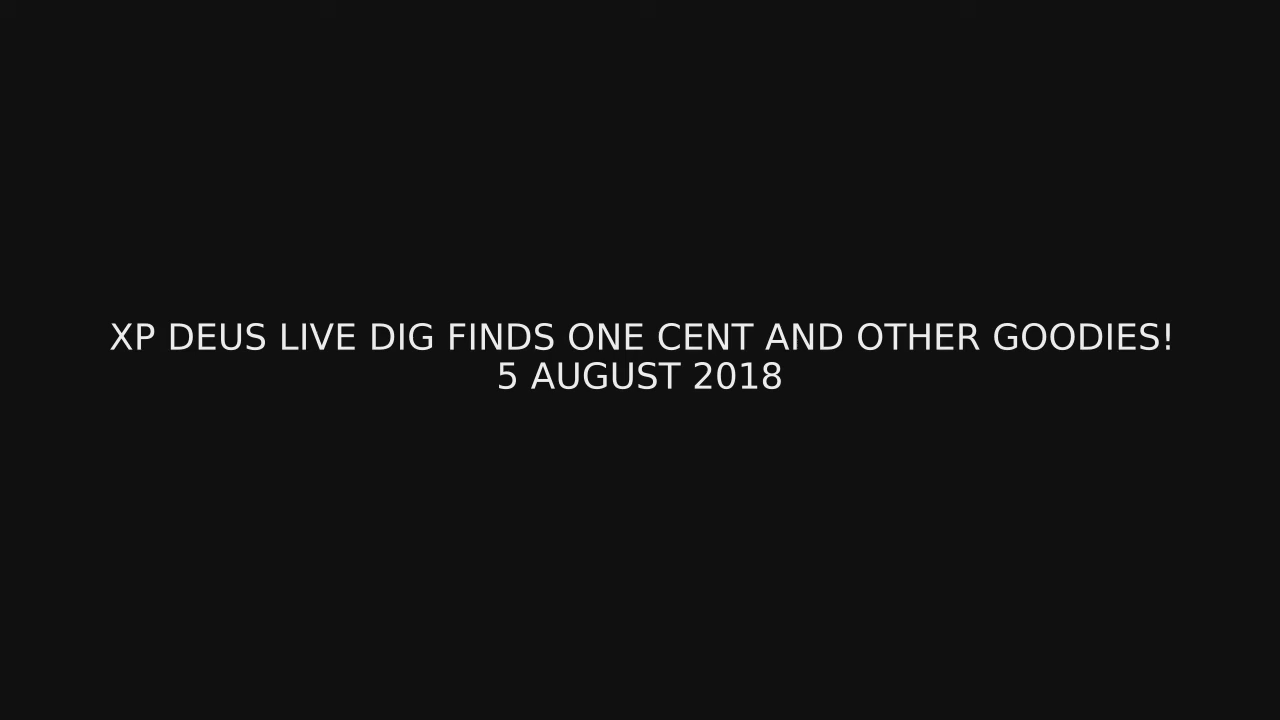 XP DEUS LIVE DIG FINDS ONE CENT AND OTHER GOODIES!
5 AUGUST 2018